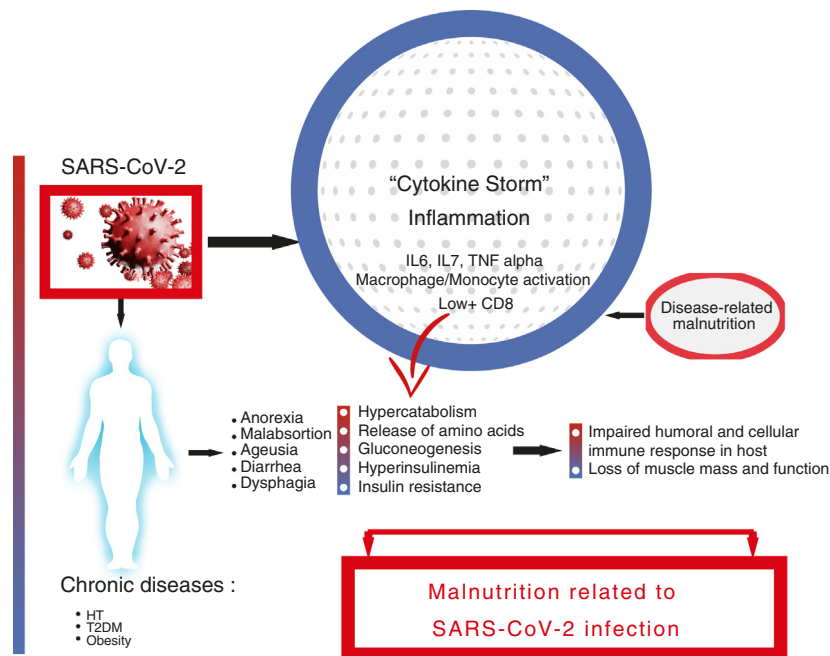 SARS-CoV-2
“Cytokine Storm”
Inflammation
IL6, IL7, TNF alpha
Macrophage/Monocyte activation
Low+ CD8
Disease-related
malnutrition
Anorexia
Malabsortion
Ageusia
Diarrhea
Dysphagia
Hypercatabolism
Release of amino acids
Gluconeogenesis
Hyperinsulinemia
Insulin resistance
Impaired humoral and cellular
immune response in host
Loss of muscle mass and function
Chronic diseases :
HT
T2DM
Obesity
Malnutrition related to
SARS-CoV-2 infection